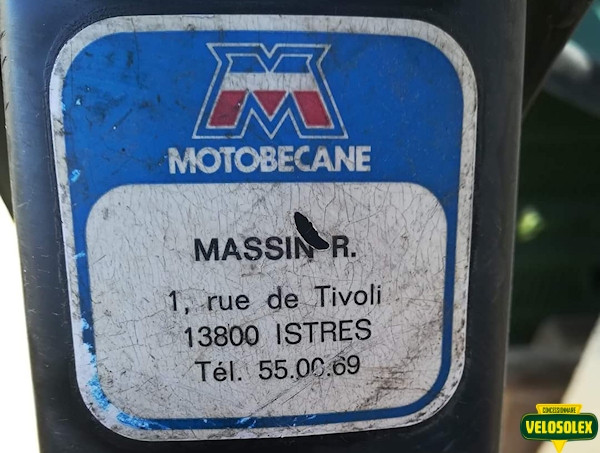 MOTOBECANE
MASSIN R.
1, rue de Tivoli
13800 ISTRES
Tél. 55.00.69
CONCESSIONNAIRE
VELOSOLEX